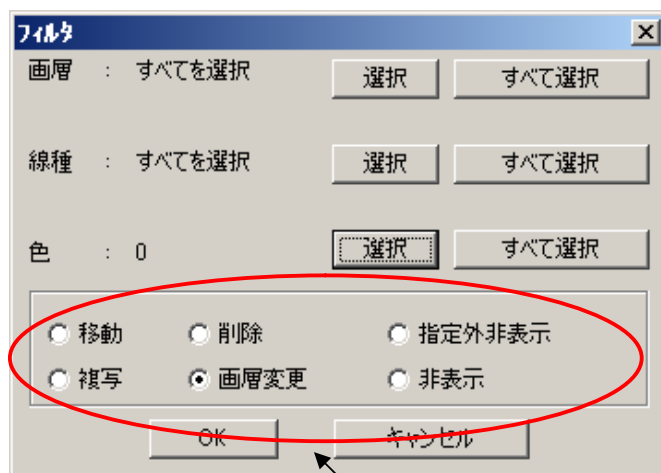 フィルタ
画層 : すべてを選択 選択 すべて選択
線種 : すべてを選択 選択 すべて選択
色 : 0 選択 すべて選択
移動 削除 指定外非表示
複写 画層変更 非表示
OK キャンセル